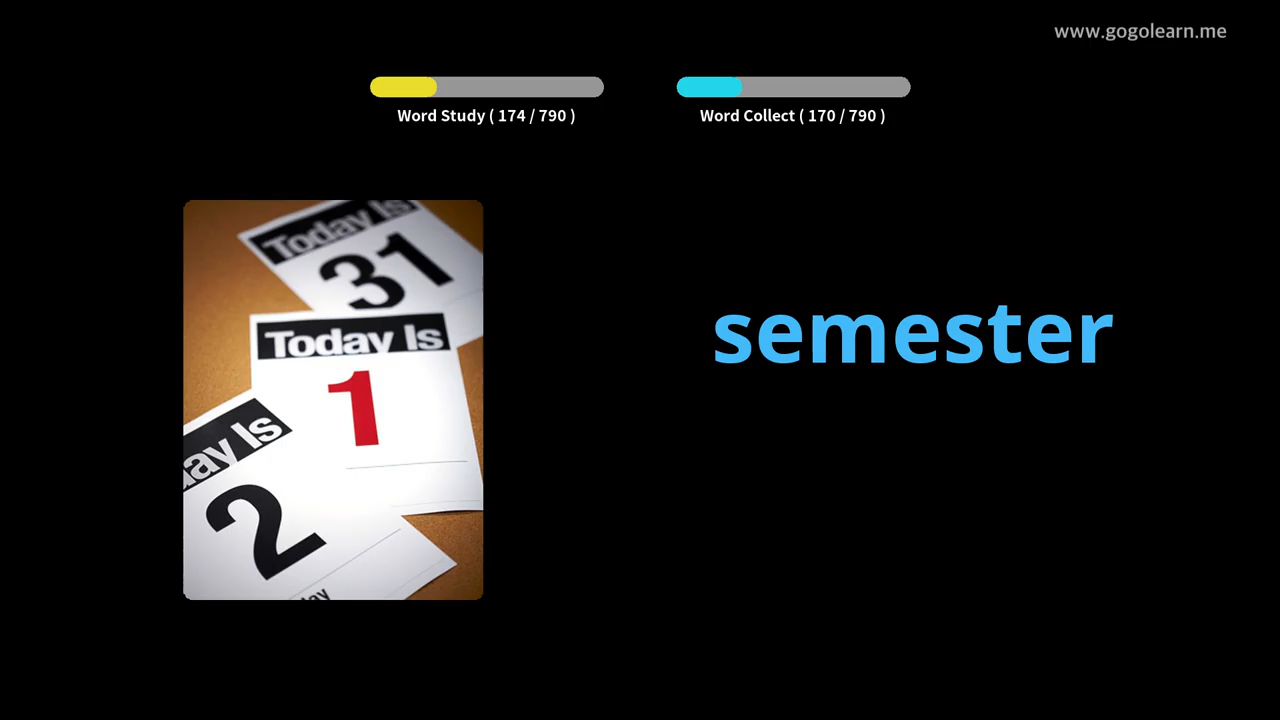 www.gogolearn.me
Word Study ( 174 / 790 )
Word Collect ( 170 / 790 )
Today Is
31
Today Is
1
semester
ay Is
2